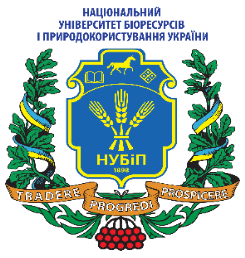 НАЦІОНАЛЬНИЙ
УНІВЕРСИТЕТ БІОРЕСУРСІВ
І ПРИРОДОКОРИСТУВАННЯ УКРАЇНИ
НУБіП
1898
TRADERE
PROGREDI
PROSPICERE